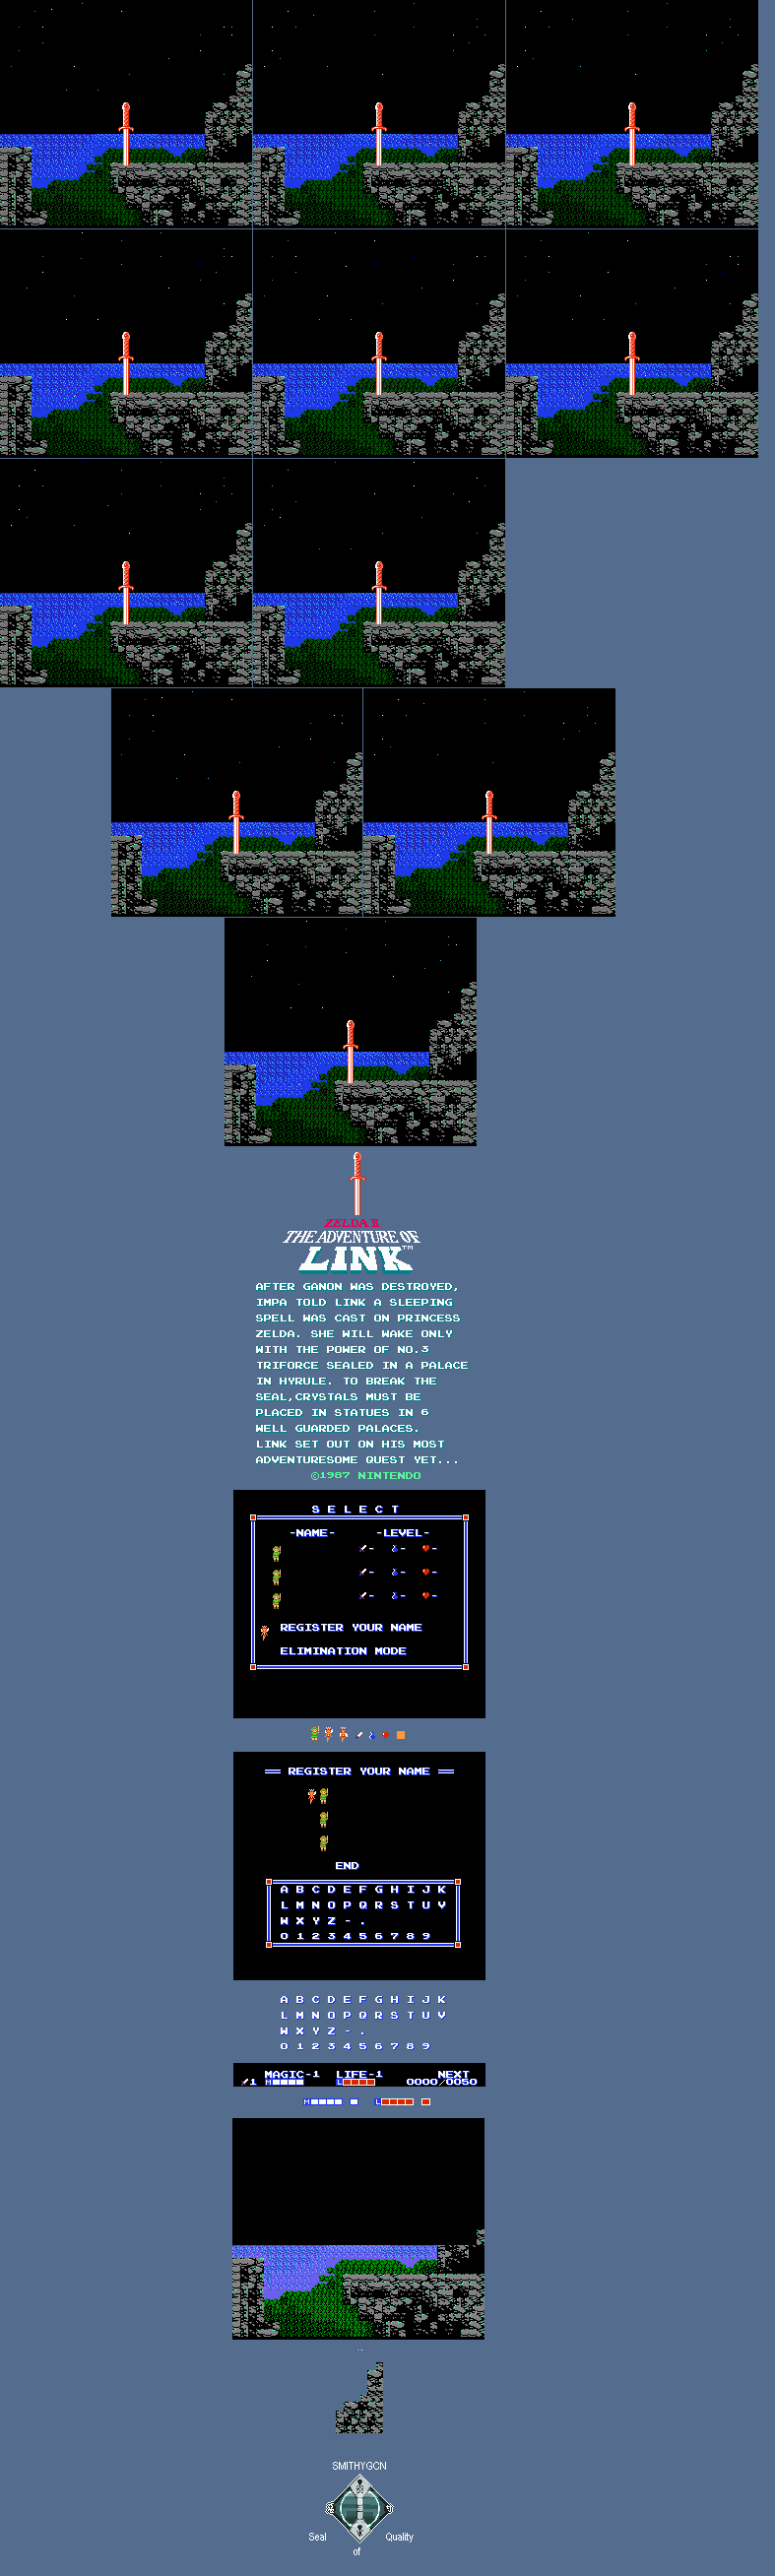 ZELDA II
THE ADVENTURE OF
LINK™
AFTER GANON WAS DESTROYED,
IMPA TOLD LINK A SLEEPING
SPELL WAS CAST ON PRINCESS
ZELDA. SHE WILL WAKE ONLY
WITH THE POWER OF NO.3
TRIFORCE SEALED IN A PALACE
IN HYRULE. TO BREAK THE
SEAL,CRYSTALS MUST BE
PLACED IN STATUES IN 6
WELL GUARDED PALACES.
LINK SET OUT ON HIS MOST
ADVENTURESOME QUEST YET...
©1987 NINTENDO
S E L E C T
-NAME- -LEVEL-
- - -
- - -
- - -
REGISTER YOUR NAME
ELIMINATION MODE
REGISTER YOUR NAME
END
A B C D E F G H I J K
L M N O P Q R S T U V
W X Y Z - .
0 1 2 3 4 5 6 7 8 9
A B C D E F G H I J K
L M N O P Q R S T U V
W X Y Z - .
0 1 2 3 4 5 6 7 8 9
MAGIC-1 LIFE-1 NEXT
1 M L 0000/0050
M L
SMITHYGCN
Seal Quality
of